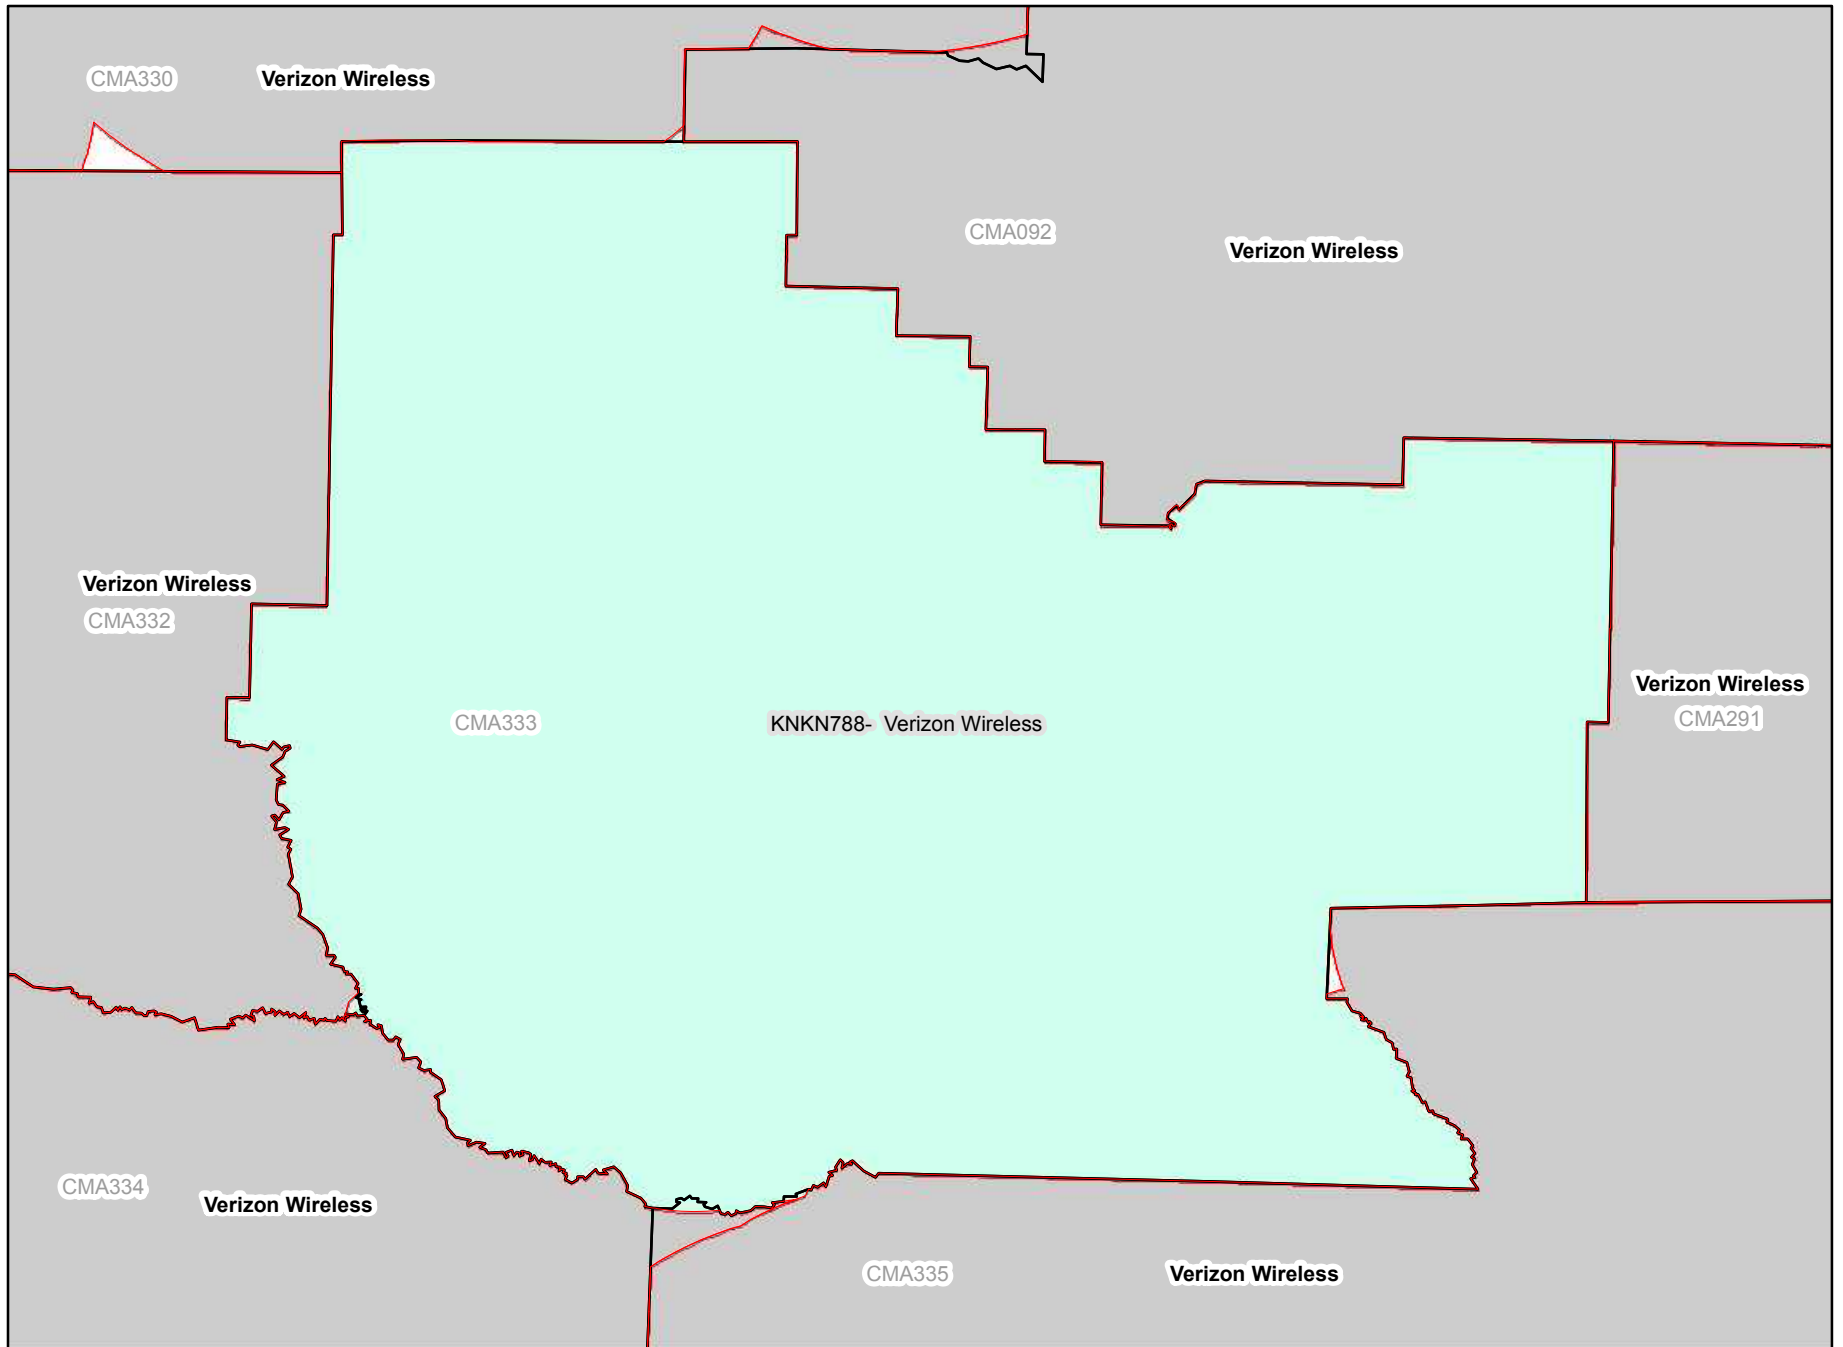 CMA330 Verizon Wireless
CMA092
Verizon Wireless
Verizon Wireless
CMA332
Verizon Wireless
CMA291
CMA333 KNKN788- Verizon Wireless
CMA334
Verizon Wireless
CMA335 Verizon Wireless